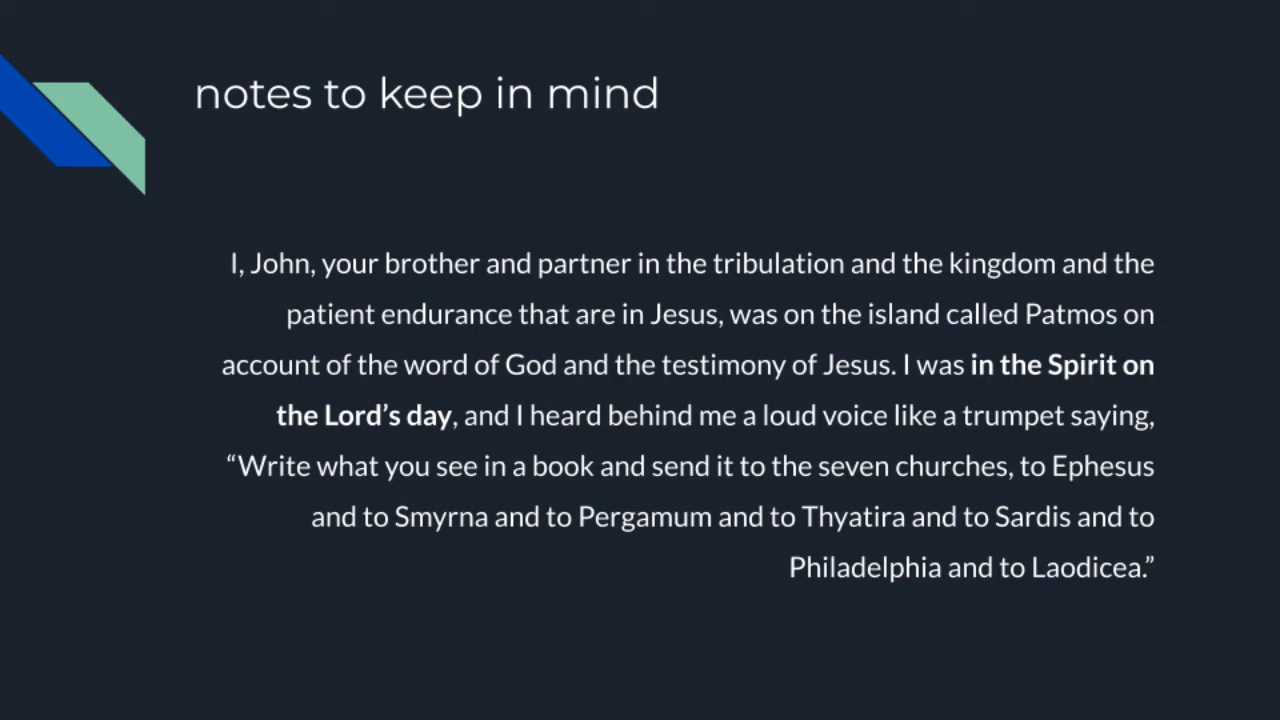 notes to keep in mind
I, John, your brother and partner in the tribulation and the kingdom and the
patient endurance that are in Jesus, was on the island called Patmos on
account of the word of God and the testimony of Jesus. I was in the Spirit on
the Lord’s day, and I heard behind me a loud voice like a trumpet saying,
“Write what you see in a book and send it to the seven churches, to Ephesus
and to Smyrna and to Pergamum and to Thyatira and to Sardis and to
Philadelphia and to Laodicea.”